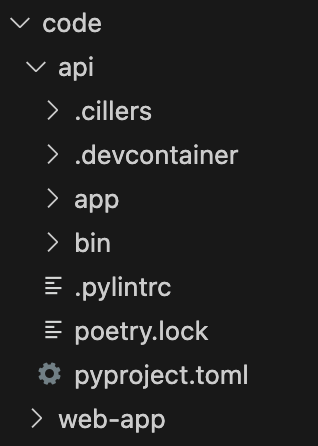 code
api
.cillers
.devcontainer
app
bin
.pylintrc
poetry.lock
pyproject.toml
web-app